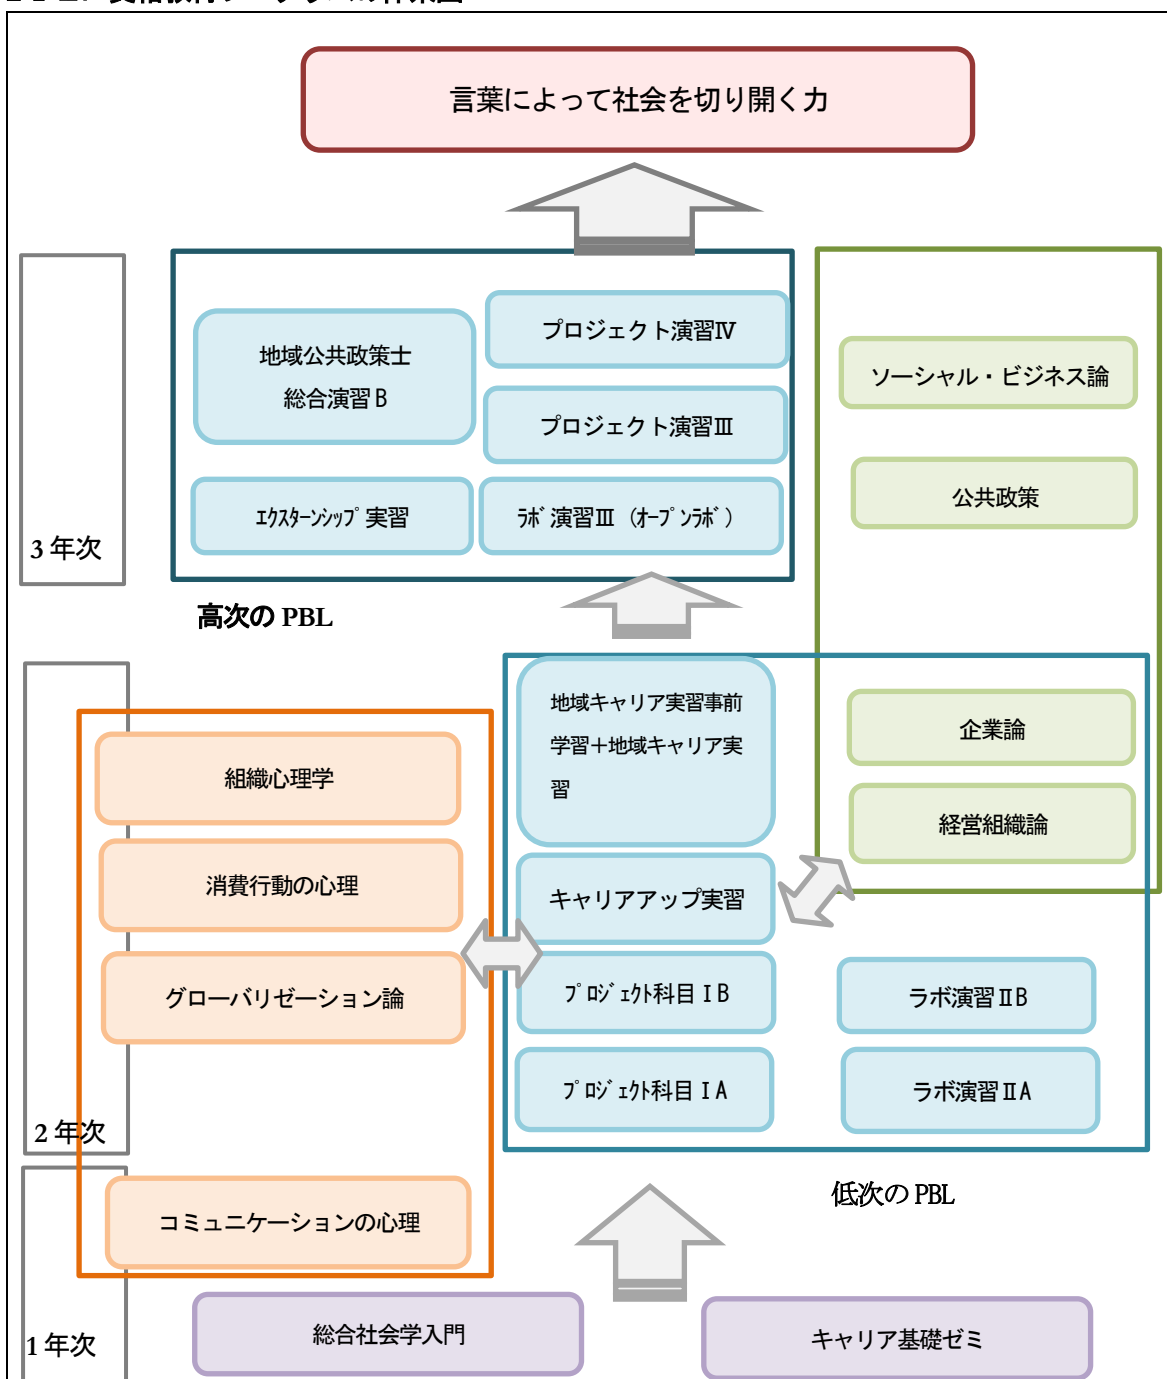 言葉によって社会を切り開く力
地域公共政策士
総合演習B
プロジェクト演習Ⅳ
プロジェクト演習Ⅲ
エクスターンシップ実習
ラボ演習Ⅲ(オープンラボ)
ソーシャル・ビジネス論
公共政策
3年次
高次のPBL
地域キャリア実習事前
学習+地域キャリア実
習
企業論
経営組織論
組織心理学
消費行動の心理
キャリアアップ実習
グローバリゼーション論
プロジェクト科目ⅠB
ラボ演習ⅡB
プロジェクト科目ⅠA
ラボ演習ⅡA
2年次
低次のPBL
コミュニケーションの心理
総合社会学入門
キャリア基礎ゼミ
1年次